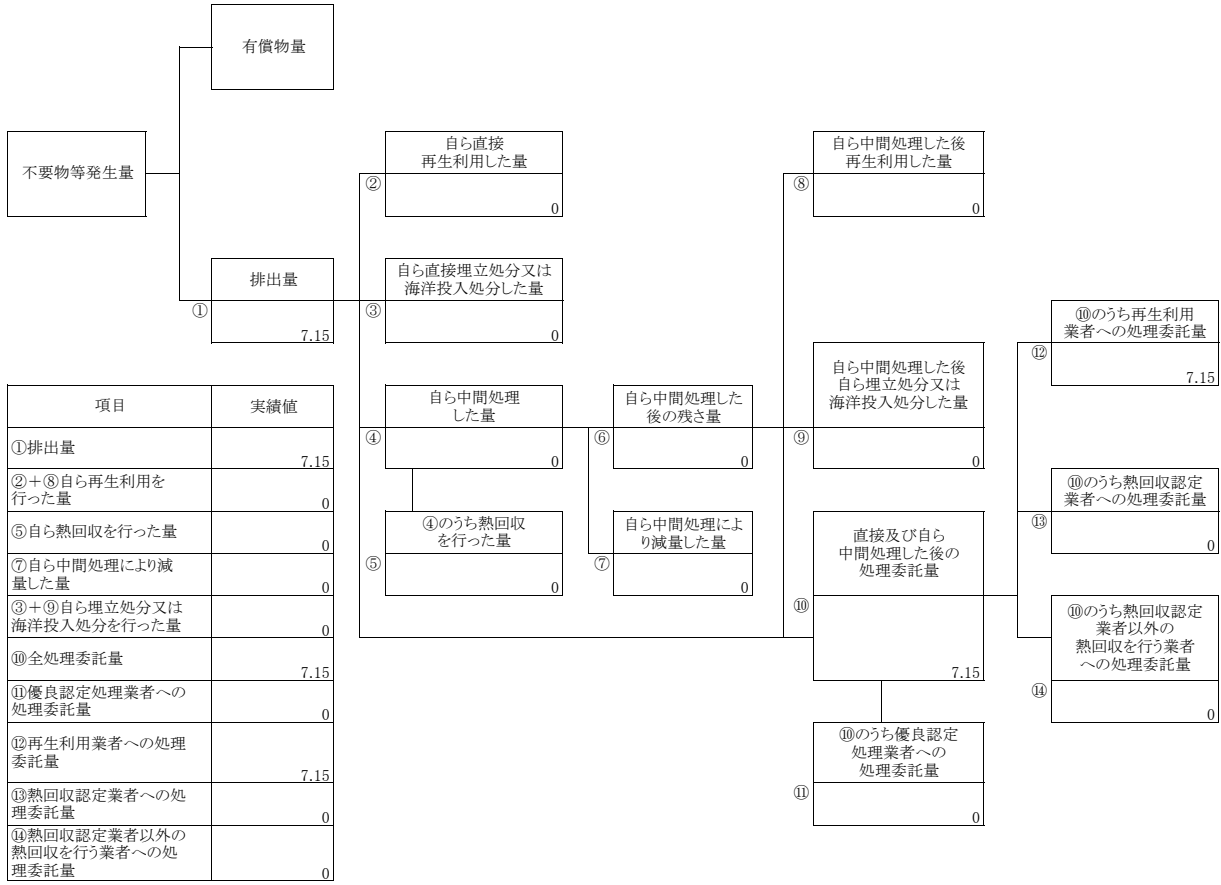 有償物量
不要物等発生量
自ら直接
再生利用した量
②
0
自ら中間処理した後
再生利用した量
⑧
0
排出量
①
7.15
自ら直接埋立処分又は
海洋投入処分した量
③
0
自ら中間処理
した量
④
0
自ら中間処理した
後の残さ量
⑥
0
自ら中間処理した後
自ら埋立処分又は
海洋投入処分した量
⑨
0
④のうち熱回収
を行った量
⑤
0
自ら中間処理によ
り減量した量
⑦
0
直接及び自ら
中間処理した後の
処理委託量
⑩
7.15
⑩のうち優良認定
処理業者への
処理委託量
⑪
0
⑩のうち再生利用
業者への処理委託量
⑫
7.15
⑩のうち熱回収認定
業者への処理委託量
⑬
0
⑩のうち熱回収認定
業者以外の
熱回収を行う業者
への処理委託量
⑭
0
項目 実績値
①排出量
7.15
②+⑧自ら再生利用を
行った量
0
⑤自ら熱回収を行った量
0
⑦自ら中間処理により減
量した量
0
③+⑨自ら埋立処分又は
海洋投入処分を行った量
0
⑩全処理委託量
7.15
⑪優良認定処理業者への
処理委託量
0
⑫再生利用業者への処理
委託量
7.15
⑬熱回収認定業者への処
理委託量
0
⑭熱回収認定業者以外の
熱回収を行う業者への処
理委託量
0